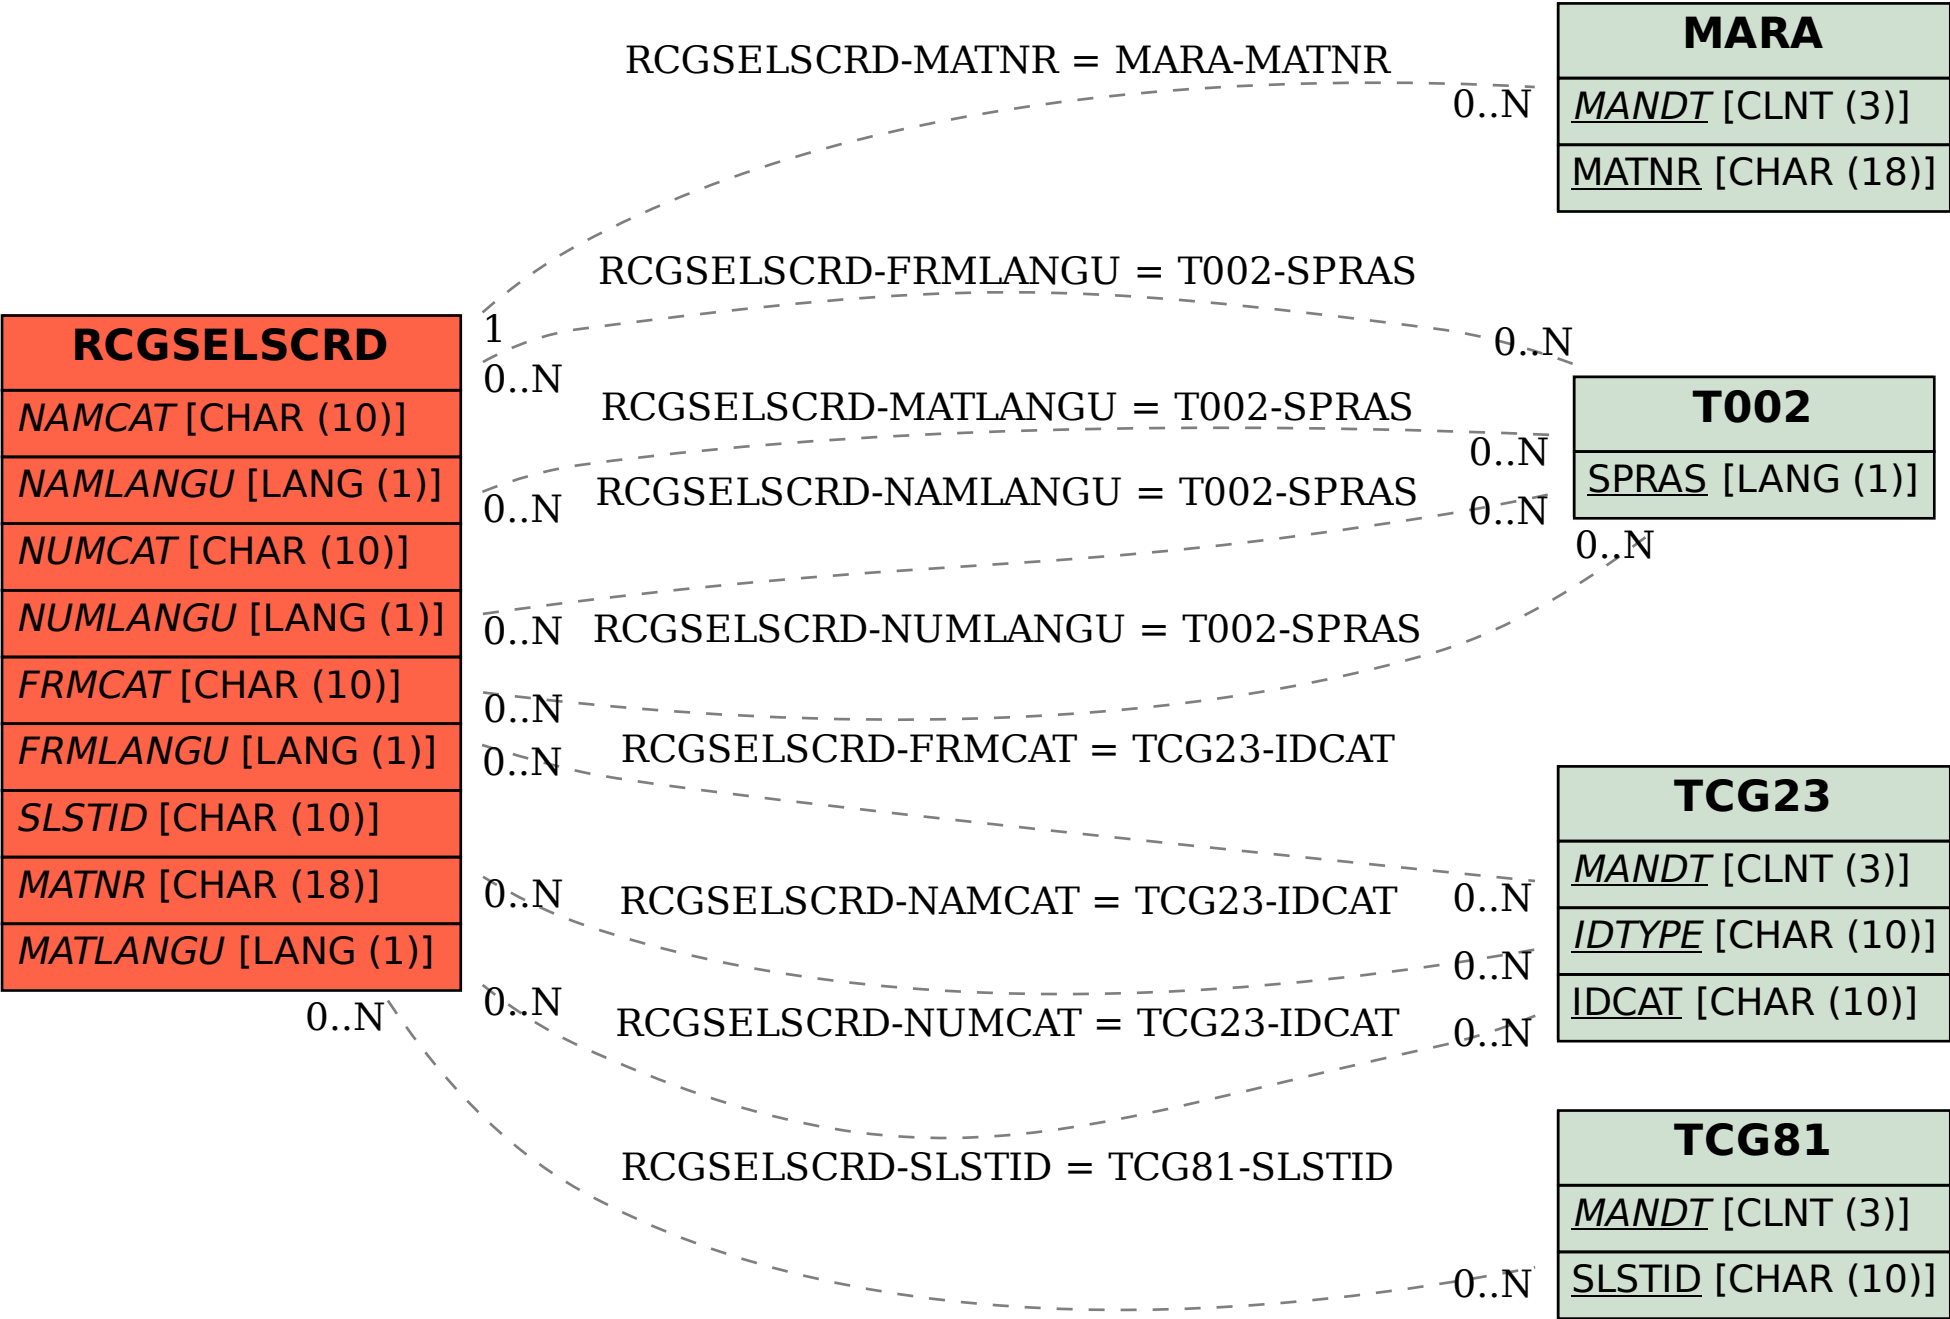 RCGSELSCRD
NAMCAT [CHAR (10)]
NAMLANGU [LANG (1)]
NUMCAT [CHAR (10)]
NUMLANGU [LANG (1)]
FRMCAT [CHAR (10)]
FRMLANGU [LANG (1)]
SLSTID [CHAR (10)]
MATNR [CHAR (18)]
MATLANGU [LANG (1)]
RCGSELSCRD-MATNR = MARA-MATNR
0..N
1
RCGSELSCRD-FRMLANGU = T002-SPRAS
0..N
0..N
RCGSELSCRD-MATLANGU = T002-SPRAS
0..N
0..N
RCGSELSCRD-NAMLANGU = T002-SPRAS
0..N
0..N
RCGSELSCRD-NUMLANGU = T002-SPRAS
0..N
0..N
RCGSELSCRD-FRMCAT = TCG23-IDCAT
0..N
0..N
RCGSELSCRD-NAMCAT = TCG23-IDCAT
0..N
0..N
RCGSELSCRD-NUMCAT = TCG23-IDCAT
0..N
0..N
RCGSELSCRD-SLSTID = TCG81-SLSTID
0..N
0..N
MARA
MANDT [CLNT (3)]
MATNR [CHAR (18)]
T002
SPRAS [LANG (1)]
TCG23
MANDT [CLNT (3)]
IDTYPE [CHAR (10)]
IDCAT [CHAR (10)]
TCG81
MANDT [CLNT (3)]
SLSTID [CHAR (10)]